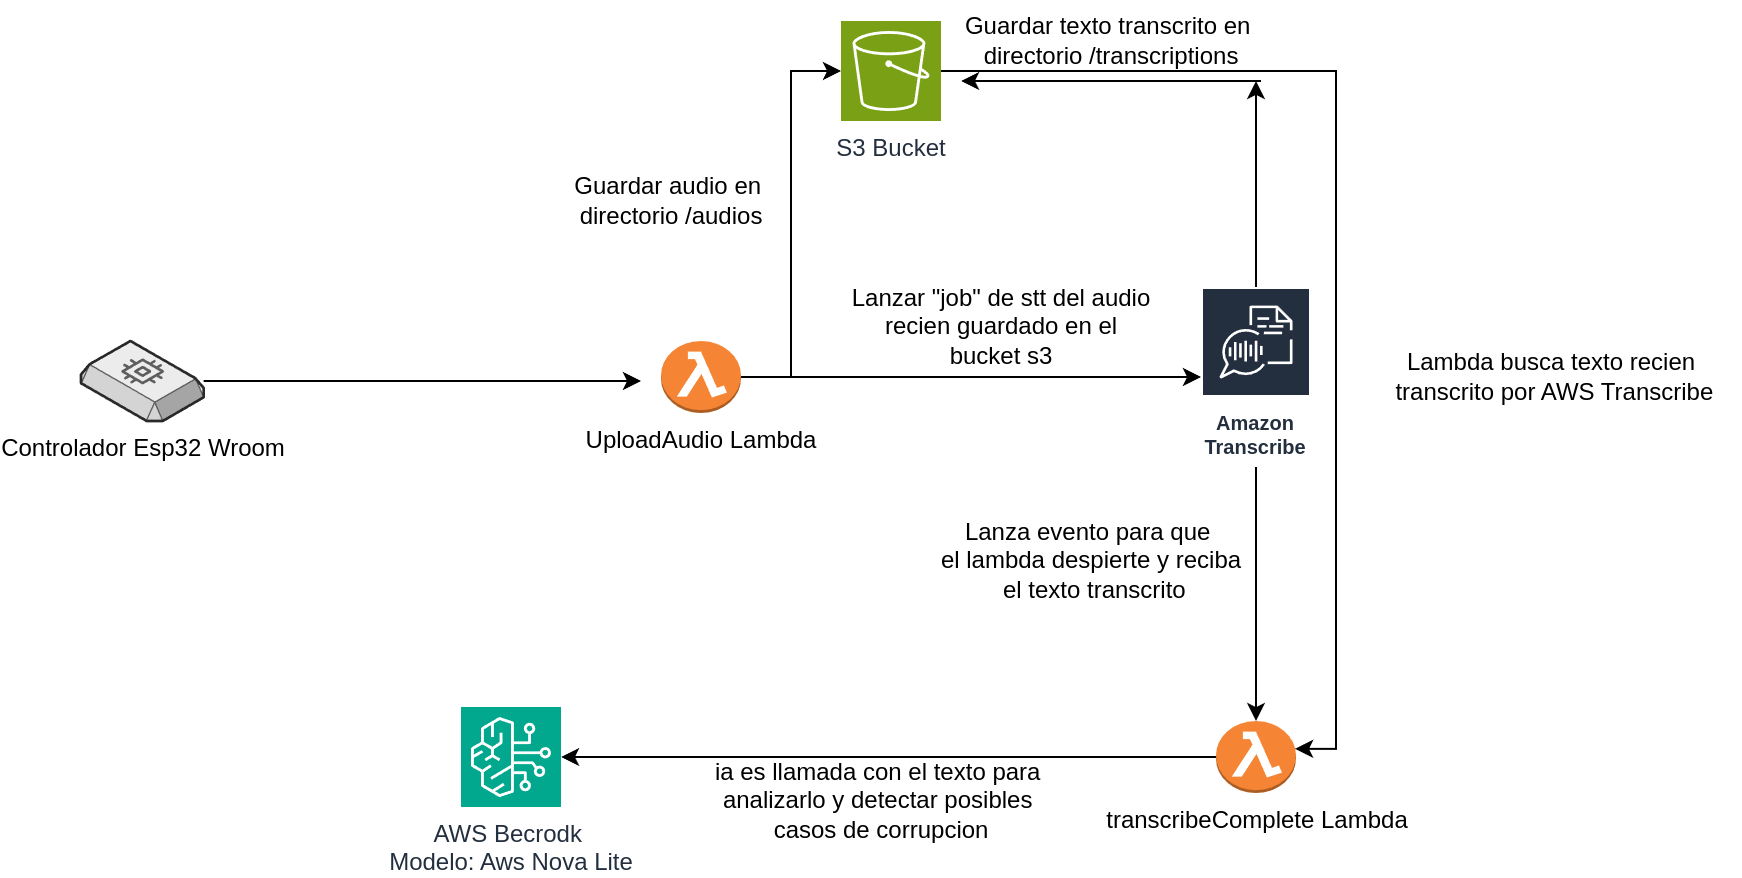 Guardar texto transcrito en
directorio /transcriptions
S3 Bucket
Guardar audio en
directorio /audios
Lanzar "job" de stt del audio
recien guardado en el
bucket s3
Controlador Esp32 Wroom
UploadAudio Lambda
Amazon
Transcribe
Lambda busca texto recien
transcrito por AWS Transcribe
Lanza evento para que
el lambda despierte y reciba
el texto transcrito
ia es llamada con el texto para
analizarlo y detectar posibles
casos de corrupcion
transcribeComplete Lambda
AWS Becrodk
Modelo: Aws Nova Lite